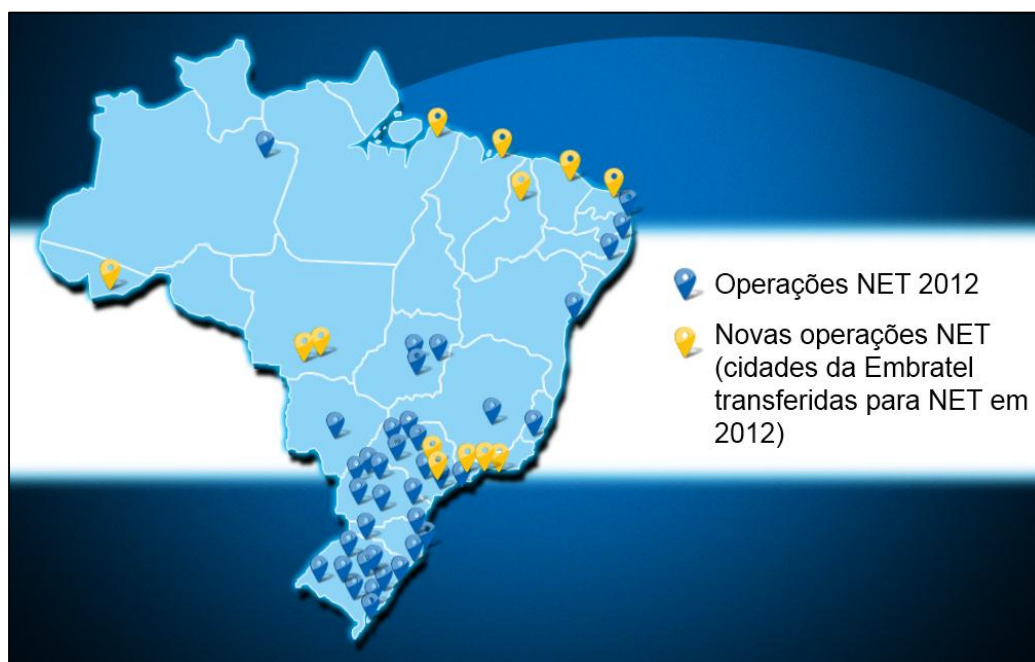 Operações NET 2012
Novas operações NET
(cidades da Embratel
transferidas para NET em
2012)